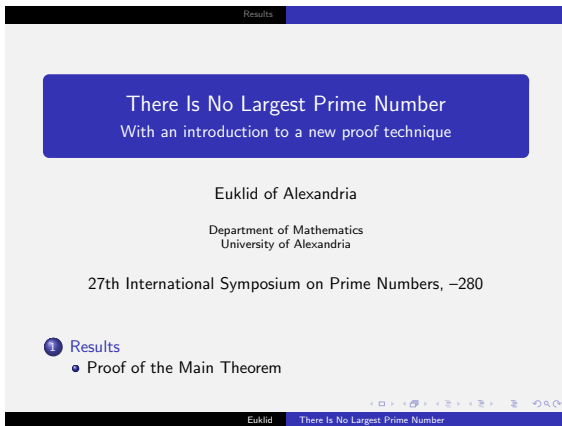 Results
There Is No Largest Prime Number
With an introduction to a new proof technique
Euklid of Alexandria
Department of Mathematics
University of Alexandria
27th International Symposium on Prime Numbers, –280
1 Results
Proof of the Main Theorem
Euklid There Is No Largest Prime Number